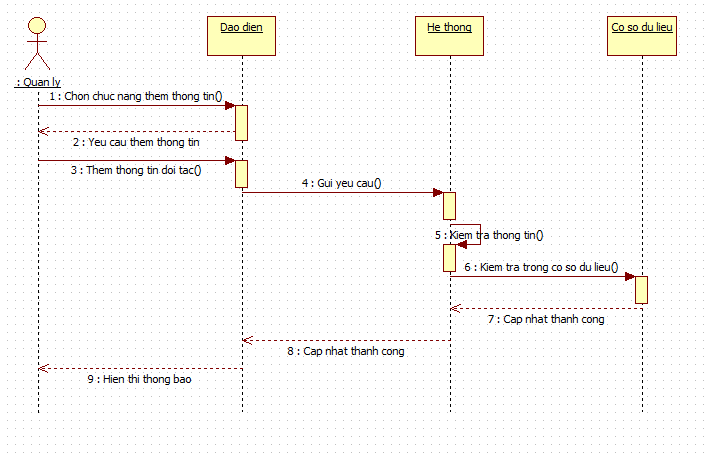 Dao dien
He thong
Co so du lieu
: Quan ly
1 : Chon chuc nang them thong tin()
2 : Yeu cau them thong tin
3 : Them thong tin doi tac()
4 : Gui yeu cau()
5 : Kiem tra thong tin()
6 : Kiem tra trong co so du lieu()
7 : Cap nhat thanh cong
8 : Cap nhat thanh cong
9 : Hien thi thong bao